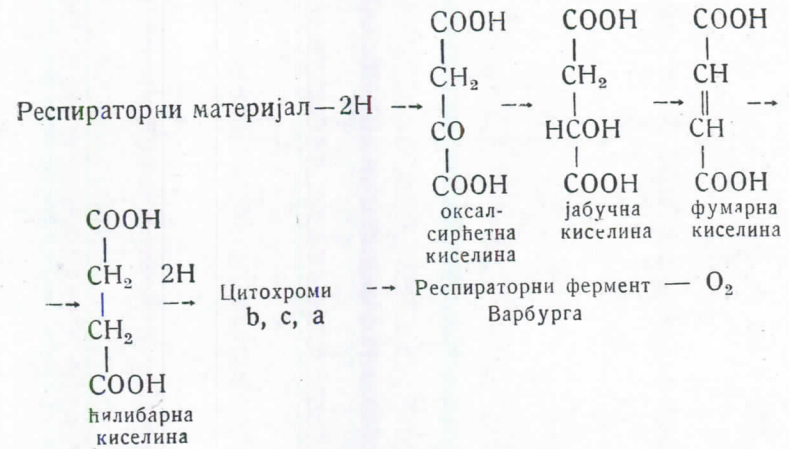 COOH COOH COOH
| | |
CH₂ CH₂ CH
Респираторни материјал — 2H → | → | → || →
CO HCOH CH
| | |
COOH COOH COOH
оксал- јабучна фумарна
сирћетна киселина киселина
киселина
COOH
|
CH₂ 2H
→ | → Цитохроми → Респираторни фермент — O₂
CH₂ b, c, a Варбурга
|
COOH
ћилибарна
киселина